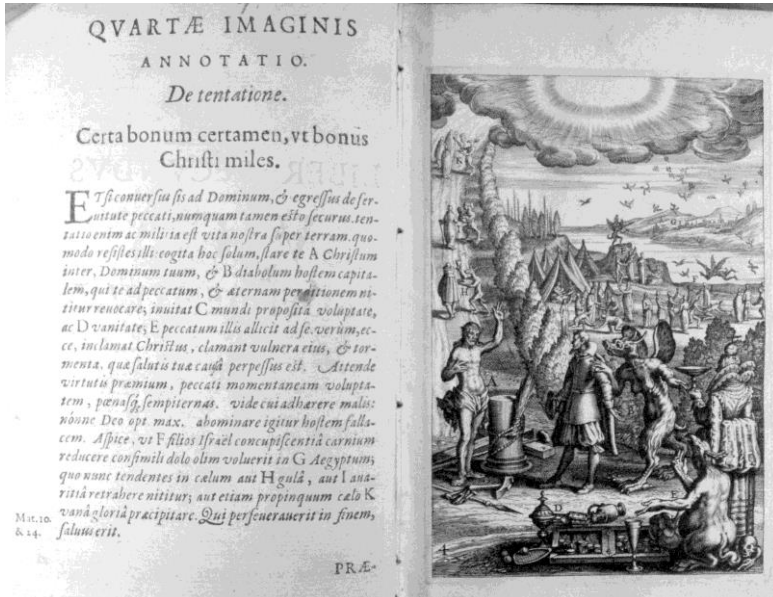 QVARTÆ IMAGINIS
ANNOTATIO.
De tentatione.
Certa bonum certamen, vt bonus
Christi miles.
ETsi conuersus sis ad Dominum, & egressus de ser-
uitute peccati, numquam tamen esto securus. ten-
tatio enim ac militia est vita nostra super terram. quo-
modo resistes illi: cogita hoc solum, stare te A Christum
inter, Dominum tuum, & B diabolum hostem capita-
lem, qui te ad peccatum, & æternam perditionem ni-
titur reuocare; inuitat C mundi proposita voluptate,
ac D vanitate; E peccatum illis allicit ad se. verùm, ec-
ce, inclamat Christus, clamant vulnera eius, & tor-
menta, quæ salutis tuæ causâ perpessus est. Attende
virtutis præmium, peccati momentaneam volupta-
tem, pœnasq́; sempiternas. vide cui adhærere malis:
nónne Deo opt. max. abominare igitur hostem falla-
cem. Aspice, vt F filios Israël concupiscentiâ carnium
reducere consimili dolo olim voluerit in G Aegyptum;
quo nunc tendentes in cælum aut H gulâ, aut I aua-
ritiâ retrahere nititur; aut etiam propinquum cælo K
vanâ gloriâ præcipitare. Qui perseuerauerit in finem,
saluus erit.
Mat. 10.
& 24.
PRÆ-
K
G
A
D
E
4